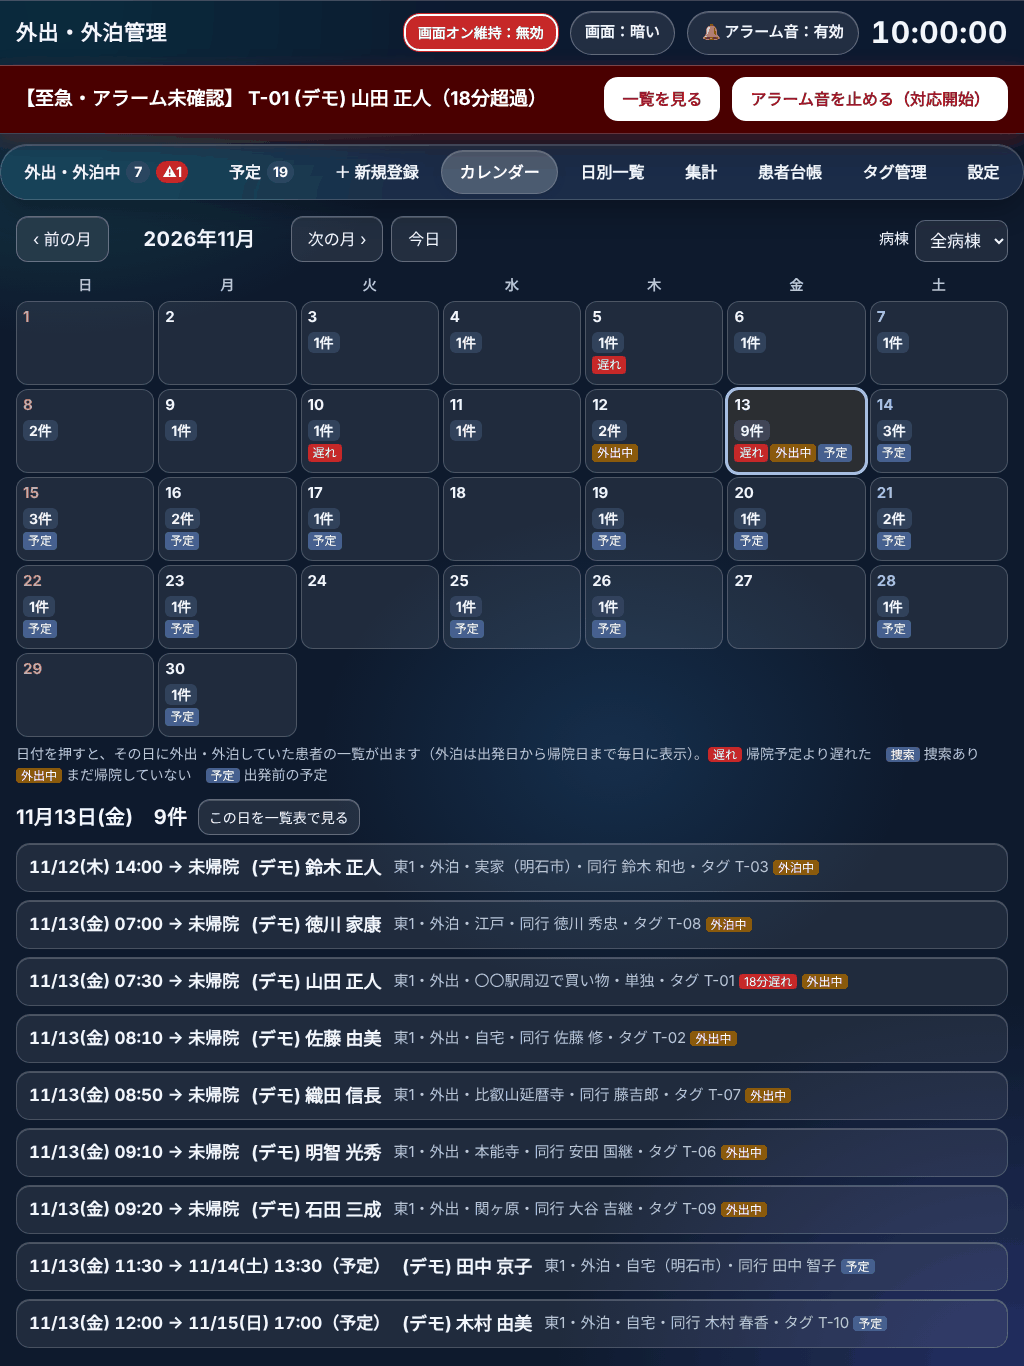 外出・外泊管理 画面オン維持：無効 画面：暗い 🔔 アラーム音：有効 10:00:00
【至急・アラーム未確認】 T-01 (デモ) 山田 正人（18分超過） 一覧を見る アラーム音を止める（対応開始）
外出・外泊中 7 ⚠1 予定 19 ＋ 新規登録 カレンダー 日別一覧 集計 患者台帳 タグ管理 設定
‹ 前の月 2026年11月 次の月 › 今日 病棟 全病棟
日 月 火 水 木 金 土
1 2 3 4 5 6 7
1件 1件 1件 1件 1件
遅れ
8 9 10 11 12 13 14
2件 1件 1件 1件 2件 9件 3件
遅れ 外出中 遅れ 外出中 予定 予定
15 16 17 18 19 20 21
3件 2件 1件 1件 1件 2件
予定 予定 予定 予定 予定 予定
22 23 24 25 26 27 28
1件 1件 1件 1件 1件
予定 予定 予定 予定 予定
29 30
1件
予定
日付を押すと、その日に外出・外泊していた患者の一覧が出ます（外泊は出発日から帰院日まで毎日に表示）。 遅れ 帰院予定より遅れた 捜索 捜索あり
外出中 まだ帰院していない 予定 出発前の予定
11月13日(金) 9件 この日を一覧表で見る
11/12(木) 14:00 → 未帰院 (デモ) 鈴木 正人 東1・外泊・実家（明石市）・同行 鈴木 和也・タグ T-03 外泊中
11/13(金) 07:00 → 未帰院 (デモ) 徳川 家康 東1・外泊・江戸・同行 徳川 秀忠・タグ T-08 外泊中
11/13(金) 07:30 → 未帰院 (デモ) 山田 正人 東1・外出・〇〇駅周辺で買い物・単独・タグ T-01 18分遅れ 外出中
11/13(金) 08:10 → 未帰院 (デモ) 佐藤 由美 東1・外出・自宅・同行 佐藤 修・タグ T-02 外出中
11/13(金) 08:50 → 未帰院 (デモ) 織田 信長 東1・外出・比叡山延暦寺・同行 藤吉郎・タグ T-07 外出中
11/13(金) 09:10 → 未帰院 (デモ) 明智 光秀 東1・外出・本能寺・同行 安田 国継・タグ T-06 外出中
11/13(金) 09:20 → 未帰院 (デモ) 石田 三成 東1・外出・関ヶ原・同行 大谷 吉継・タグ T-09 外出中
11/13(金) 11:30 → 11/14(土) 13:30（予定） (デモ) 田中 京子 東1・外泊・自宅（明石市）・同行 田中 智子 予定
11/13(金) 12:00 → 11/15(日) 17:00（予定） (デモ) 木村 由美 東1・外泊・自宅・同行 木村 春香・タグ T-10 予定